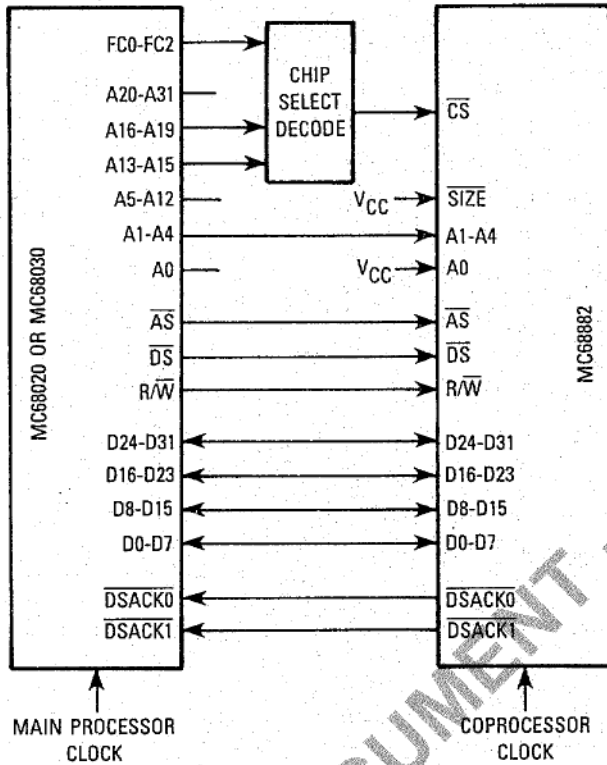 MC68020 OR MC68030
FC0-FC2
A20-A31
A16-A19
A13-A15
A5-A12
A1-A4
A0
AS
DS
R/W
D24-D31
D16-D23
D8-D15
D0-D7
DSACK0
DSACK1
CHIP
SELECT
DECODE
VCC
VCC
CS
SIZE
A1-A4
A0
AS
DS
R/W
D24-D31
D16-D23
D8-D15
D0-D7
DSACK0
DSACK1
MC68882
MAIN PROCESSOR
CLOCK
COPROCESSOR
CLOCK